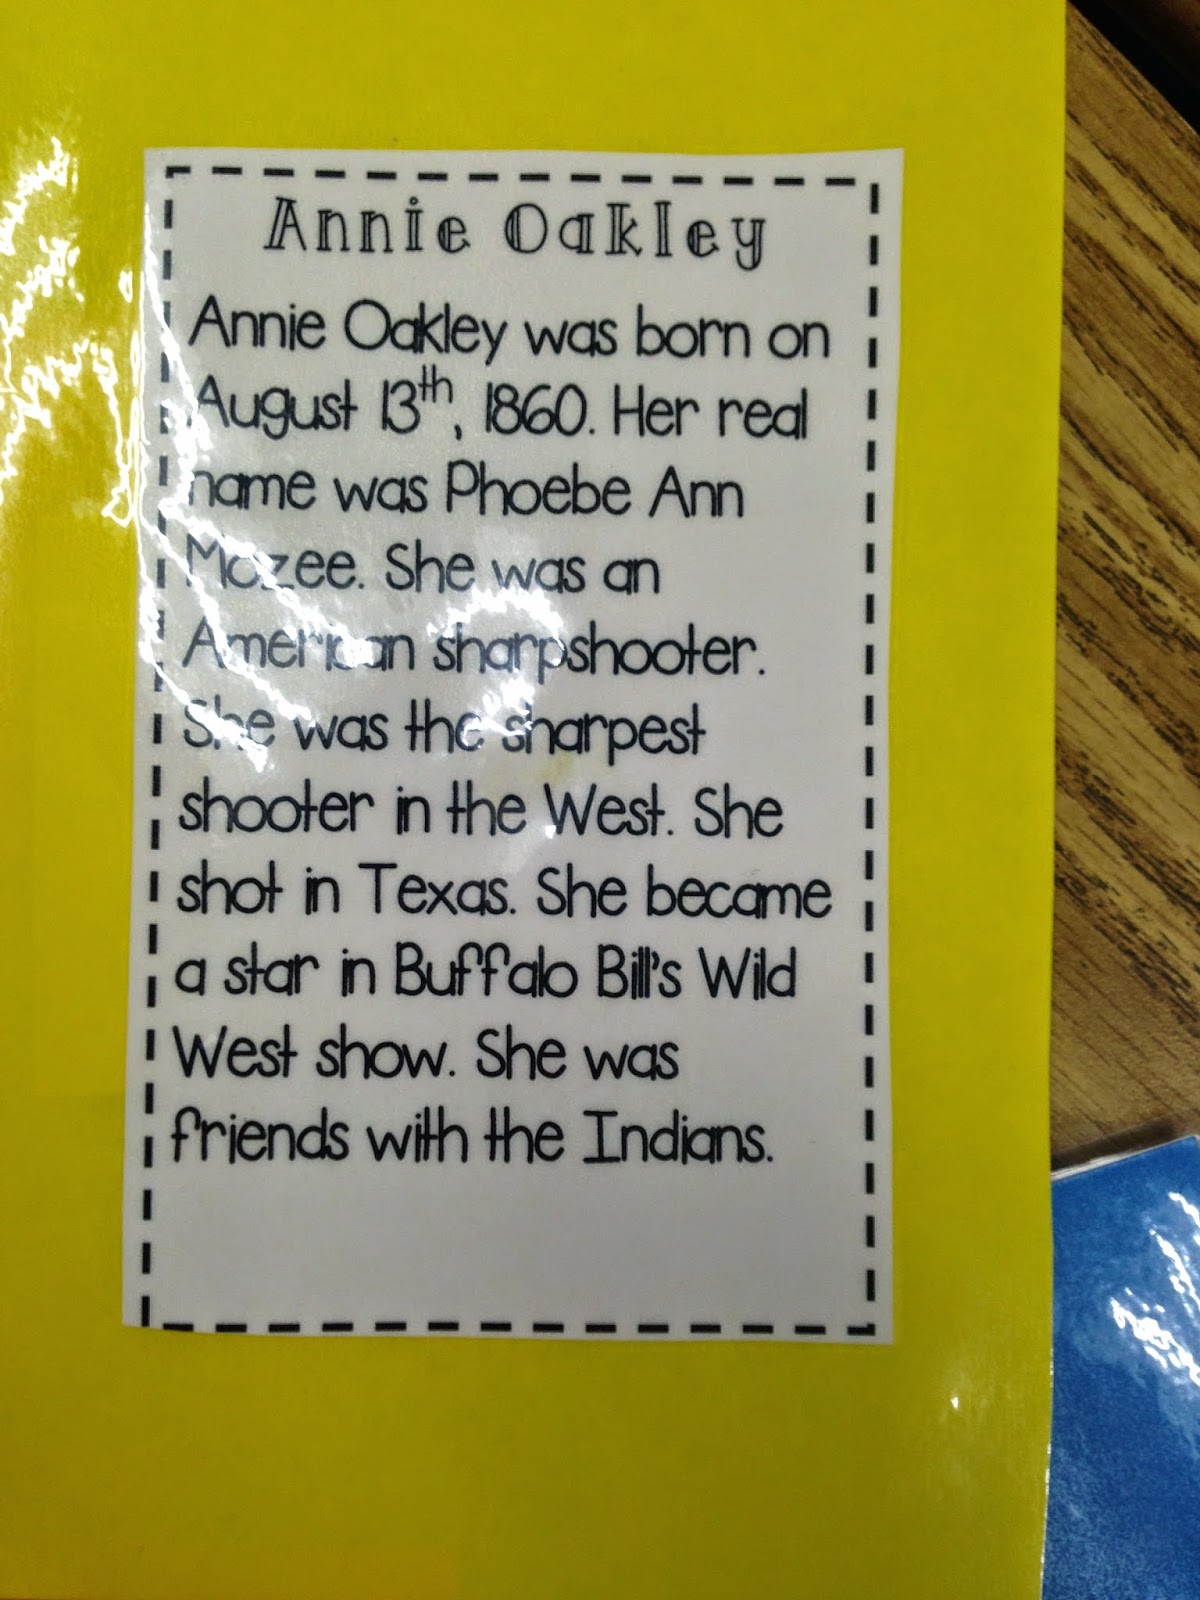 Annie Oakley
Annie Oakley was born on
August 13th, 1860. Her real
name was Phoebe Ann
Mozee. She was an
American sharpshooter.
She was the sharpest
shooter in the West. She
shot in Texas. She became
a star in Buffalo Bill's Wild
West show. She was
friends with the Indians.